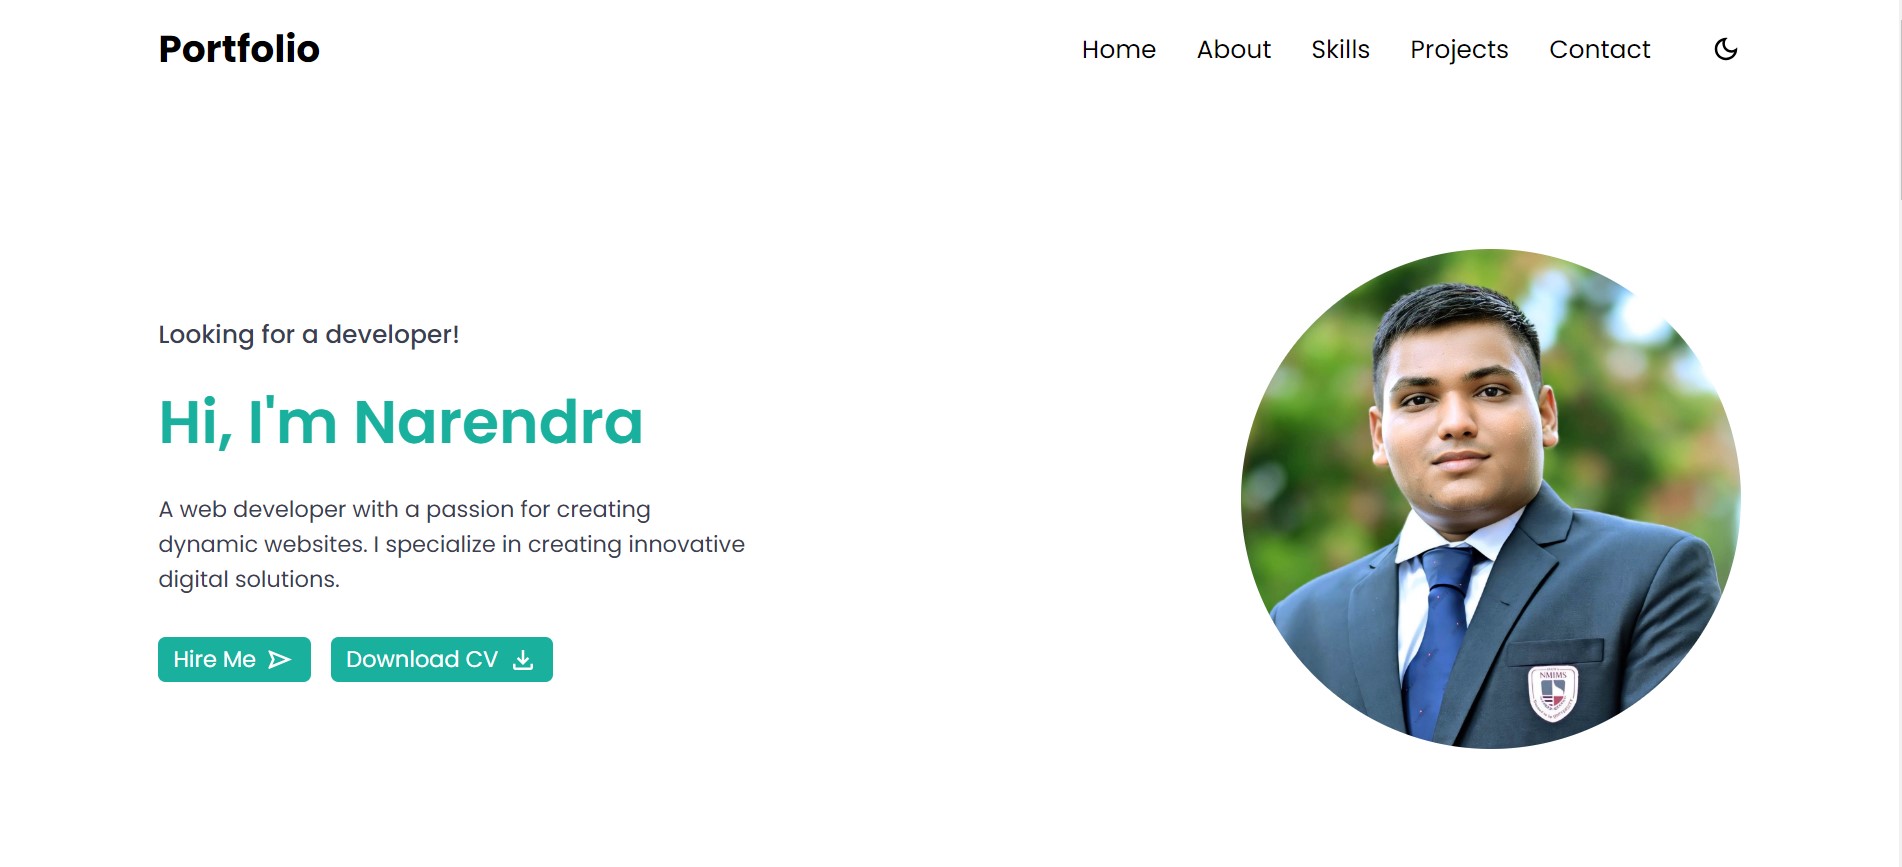 Portfolio
Home About Skills Projects Contact
Looking for a developer!
Hi, I'm Narendra
A web developer with a passion for creating
dynamic websites. I specialize in creating innovative
digital solutions.
Hire Me
Download CV
NMIMS